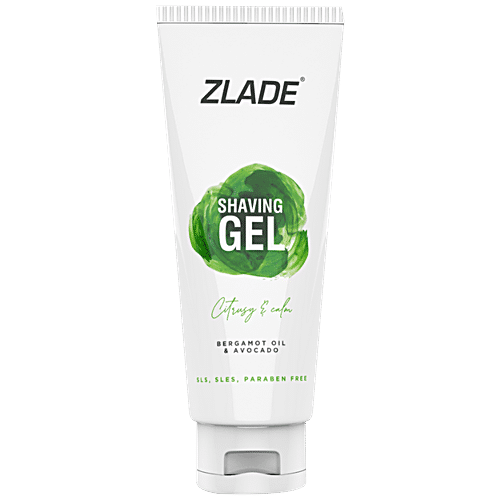 ZLADE®
SHAVING
GEL
Citrusy & calm
BERGAMOT OIL
& AVOCADO
SLS, SLES, PARABEN FREE